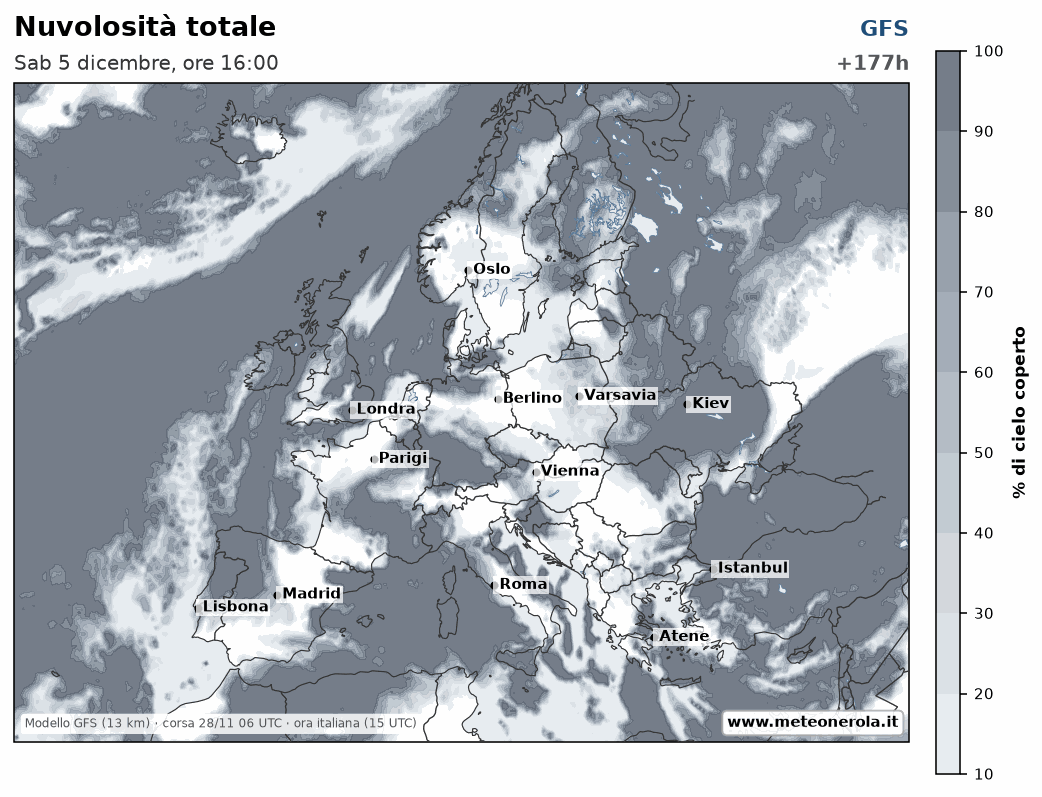 Nuvolosità totale
GFS
Sab 5 dicembre, ore 16:00
+177h
100
90
80
70
60
50
40
30
20
10
% di cielo coperto
Oslo
Berlino
Varsavia
Kiev
Londra
Parigi
Vienna
Istanbul
Roma
Madrid
Lisbona
Atene
Modello GFS (13 km) · corsa 28/11 06 UTC · ora italiana (15 UTC)
www.meteonerola.it